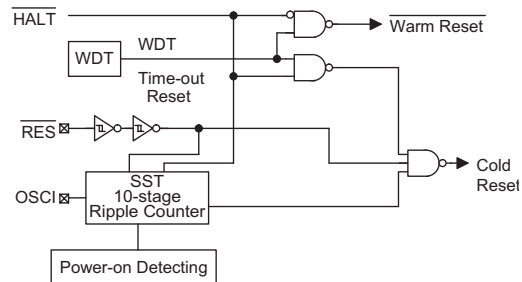 HALT
WDT
WDT
Time-out
Reset
Warm Reset
RES
OSCI
SST
10-stage
Ripple Counter
Power-on Detecting
Cold
Reset